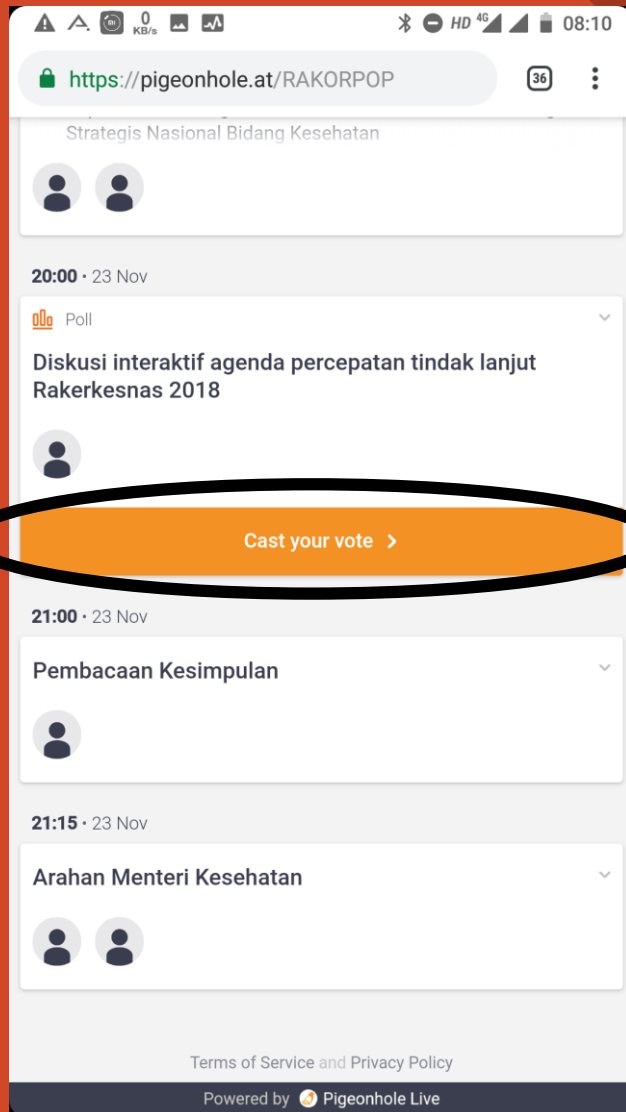 0
KB/s
HD 4G
08:10
https://pigeonhole.at/RAKORPOP
36
Strategis Nasional Bidang Kesehatan
20:00 · 23 Nov
Poll
Diskusi interaktif agenda percepatan tindak lanjut
Rakerkesnas 2018
Cast your vote >
21:00 · 23 Nov
Pembacaan Kesimpulan
21:15 · 23 Nov
Arahan Menteri Kesehatan
Terms of Service and Privacy Policy
Powered by Pigeonhole Live